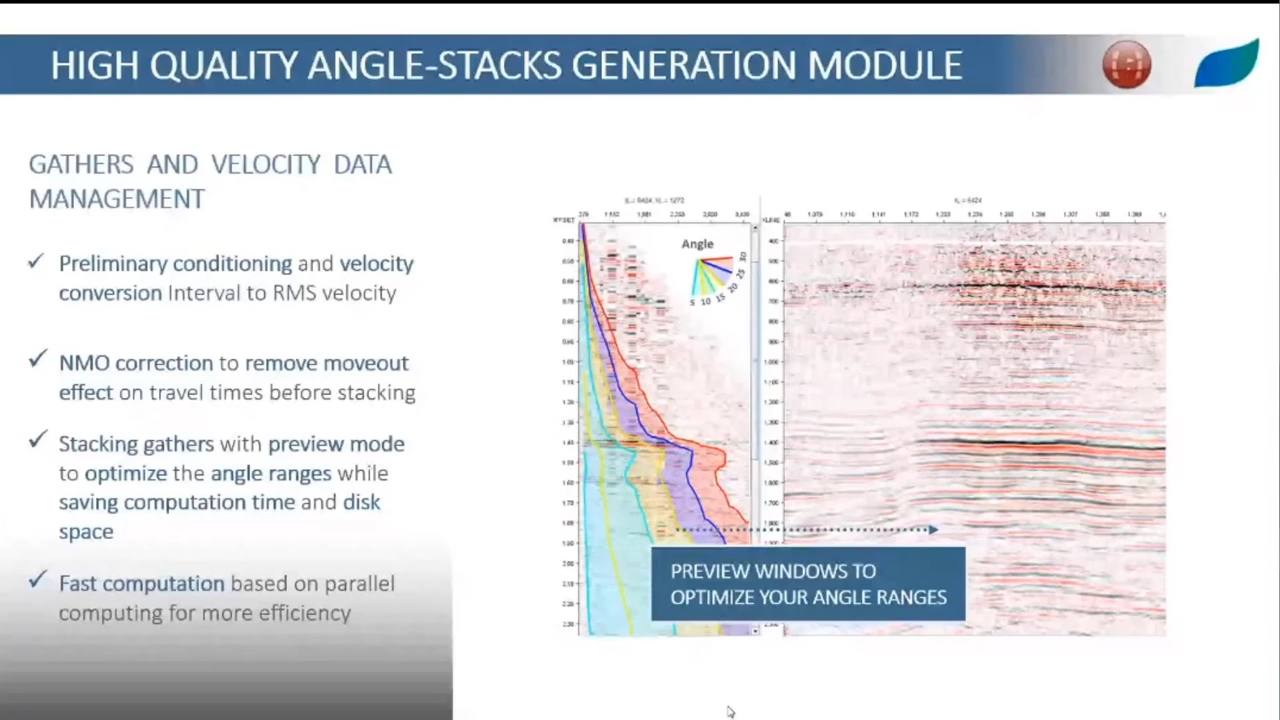 HIGH QUALITY ANGLE-STACKS GENERATION MODULE
GATHERS AND VELOCITY DATA
MANAGEMENT
✓ Preliminary conditioning and velocity
conversion Interval to RMS velocity
✓ NMO correction to remove moveout
effect on travel times before stacking
✓ Stacking gathers with preview mode
to optimize the angle ranges while
saving computation time and disk
space
✓ Fast computation based on parallel
computing for more efficiency
Angle
5 10 15 20 25 30
PREVIEW WINDOWS TO
OPTIMIZE YOUR ANGLE RANGES